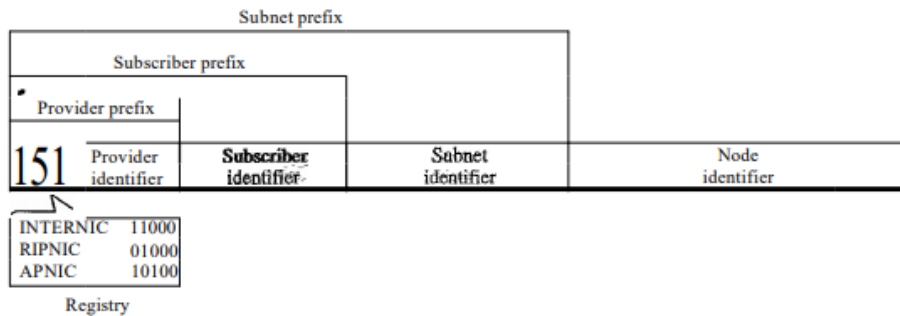 Subnet prefix
Subscriber prefix
Provider prefix
151 Provider identifier Subscriber identifier Subnet identifier Node identifier
INTERNIC 11000
RIPNIC 01000
APNIC 10100
Registry